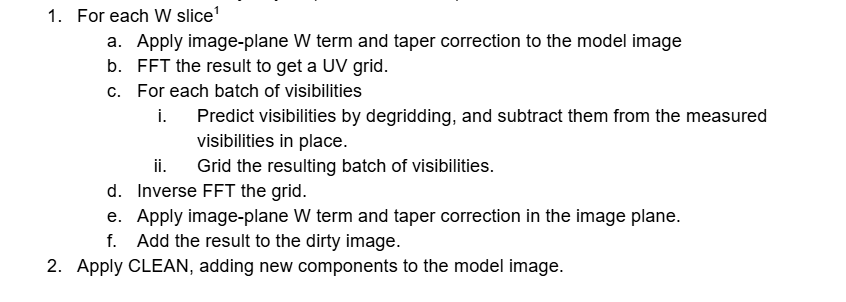 1. For each W slice¹
a. Apply image-plane W term and taper correction to the model image
b. FFT the result to get a UV grid.
c. For each batch of visibilities
i. Predict visibilities by degridding, and subtract them from the measured
visibilities in place.
ii. Grid the resulting batch of visibilities.
d. Inverse FFT the grid.
e. Apply image-plane W term and taper correction in the image plane.
f. Add the result to the dirty image.
2. Apply CLEAN, adding new components to the model image.